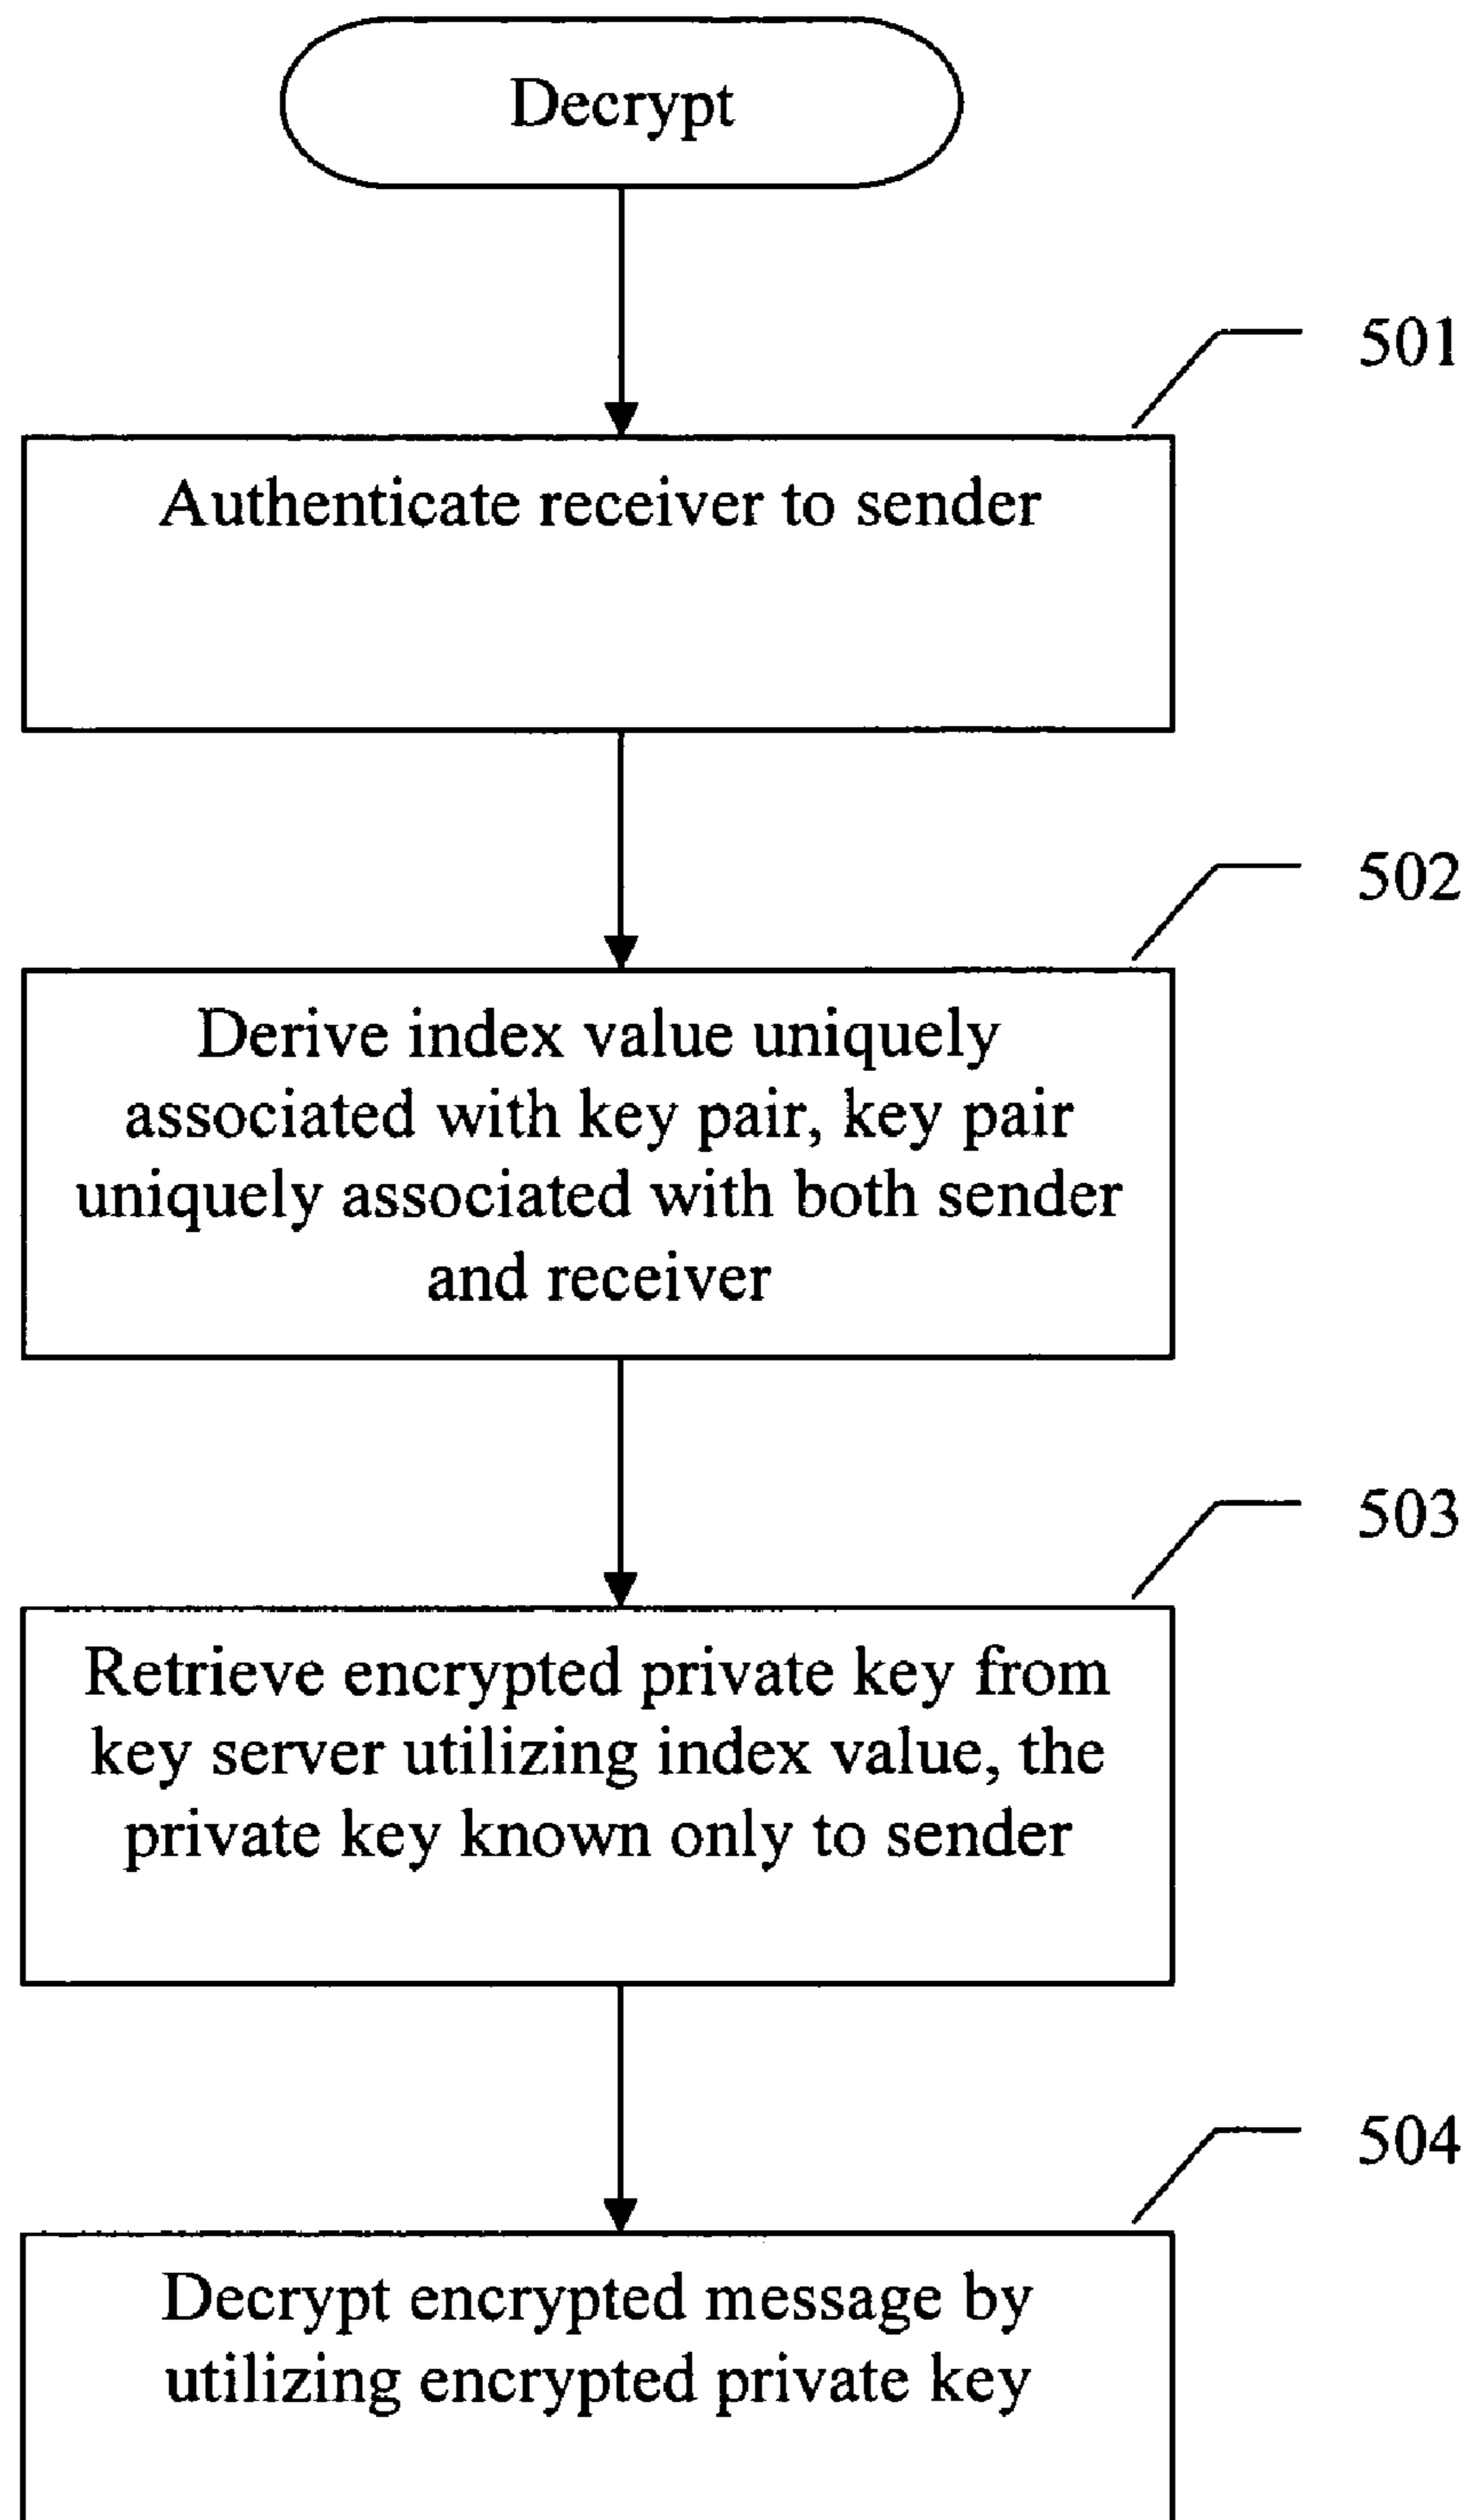 Decrypt
501
Authenticate receiver to sender
502
Derive index value uniquely
associated with key pair, key pair
uniquely associated with both sender
and receiver
503
Retrieve encrypted private key from
key server utilizing index value, the
private key known only to sender
504
Decrypt encrypted message by
utilizing encrypted private key